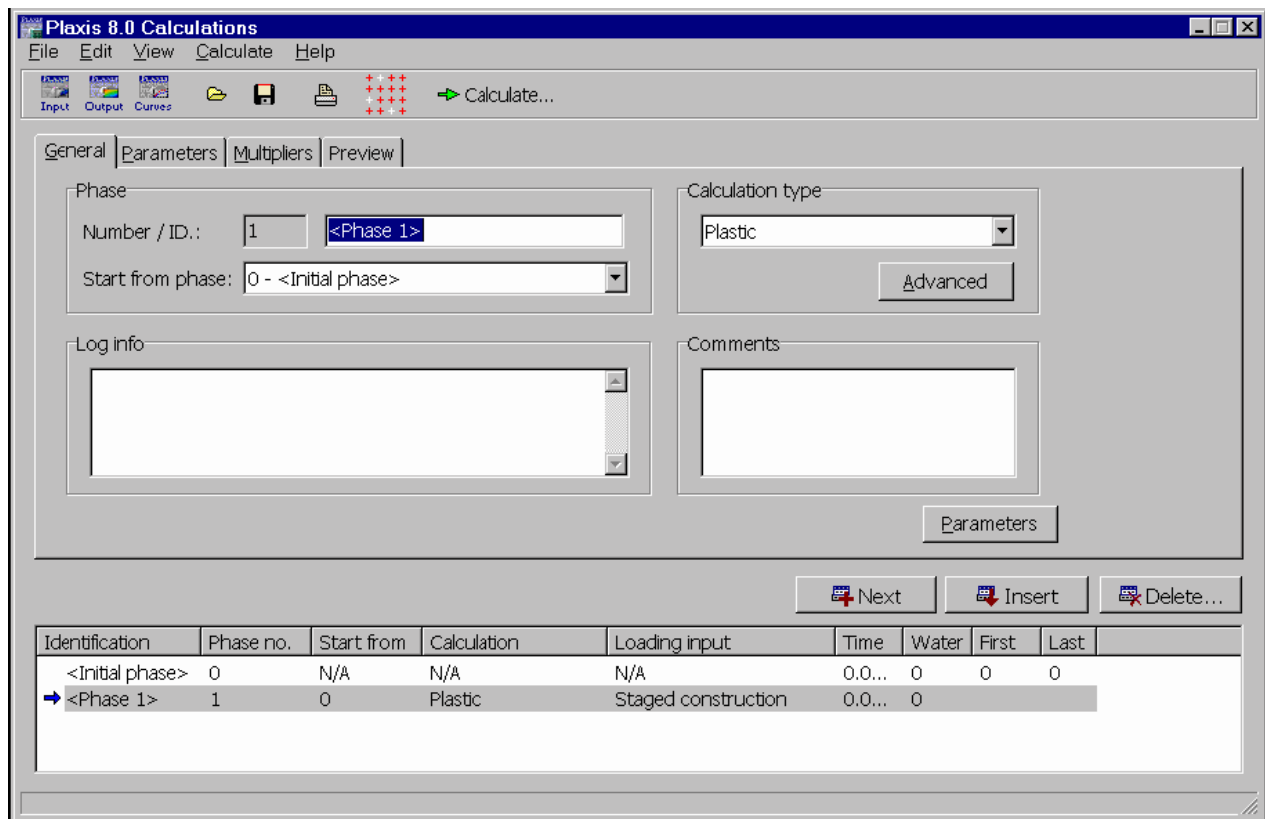 Plaxis 8.0 Calculations
File Edit View Calculate Help
Input Output Curves Calculate...
General Parameters Multipliers Preview
Phase
Number / ID.: 1 <Phase 1>
Start from phase: 0 - <Initial phase>
Calculation type
Plastic
Advanced
Log info
Comments
Parameters
Next Insert Delete...
Identification Phase no. Start from Calculation Loading input Time Water First Last
<Initial phase> 0 N/A N/A N/A 0.0... 0 0 0
<Phase 1> 1 0 Plastic Staged construction 0.0... 0